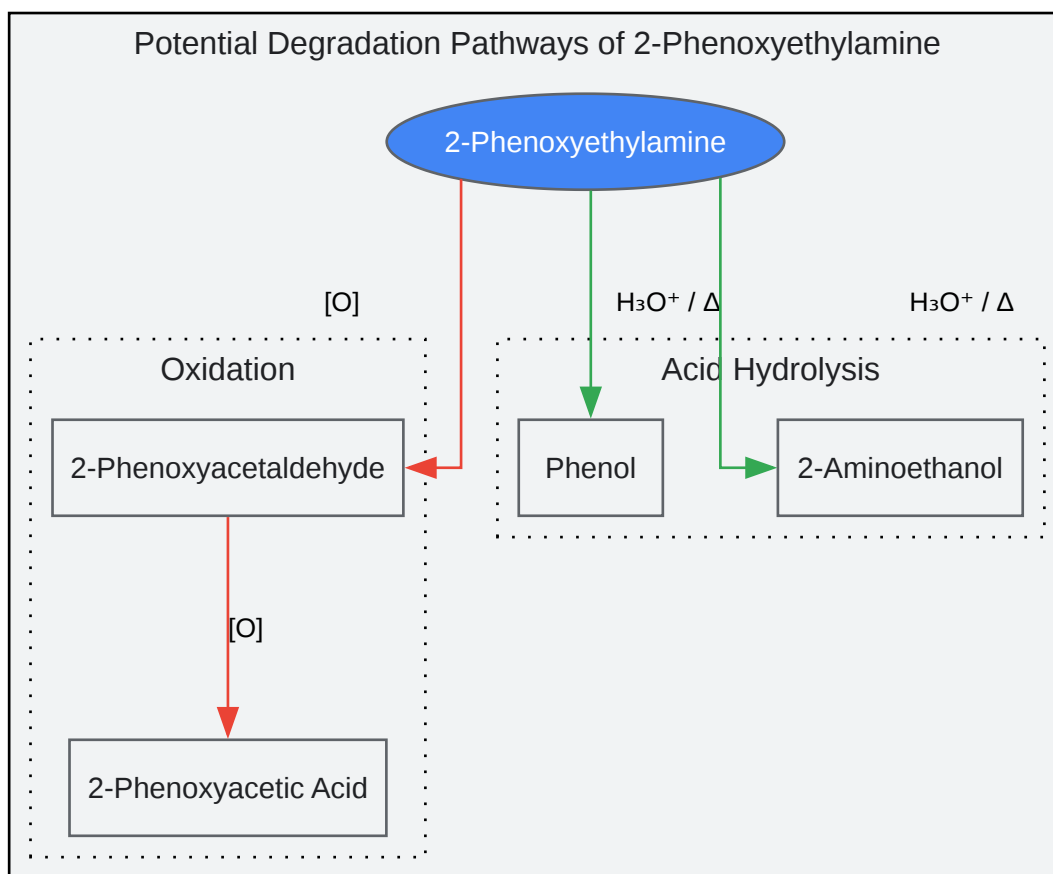 Potential Degradation Pathways of 2-Phenoxyethylamine
2-Phenoxyethylamine
[O]
H₃O⁺ / Δ
H₃O⁺ / Δ
Oxidation
Acid Hydrolysis
2-Phenoxyacetaldehyde
Phenol
2-Aminoethanol
[O]
2-Phenoxyacetic Acid